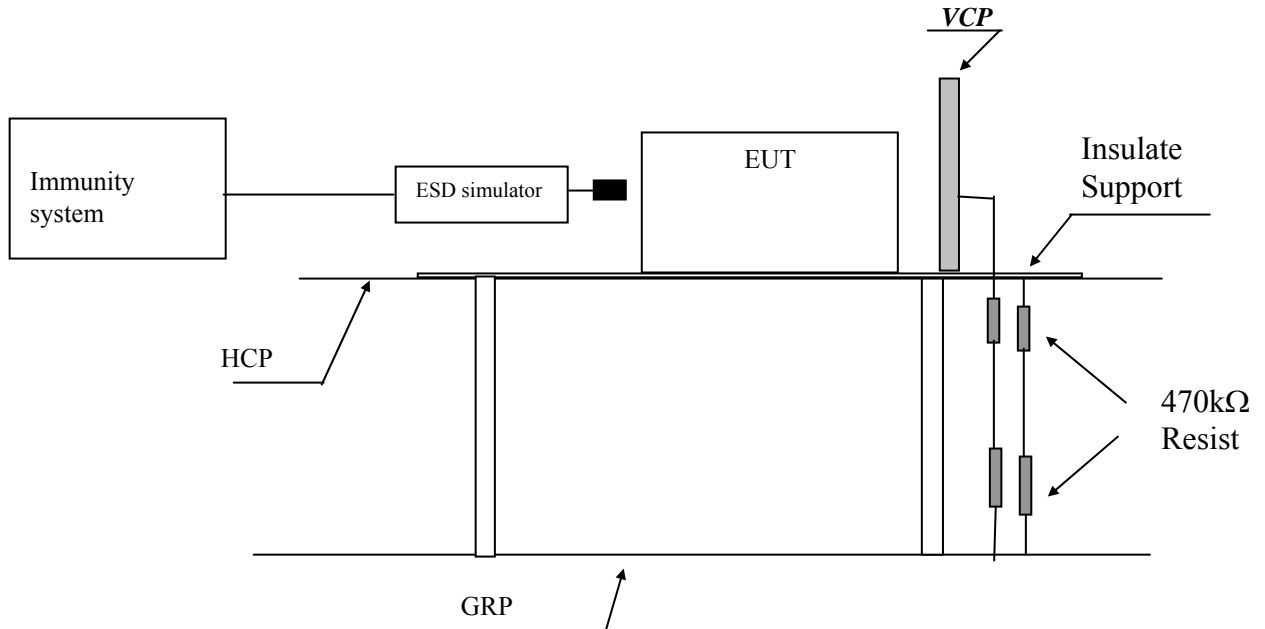 VCP
Immunity
system
ESD simulator
EUT
Insulate
Support
HCP
470kΩ
Resist
GRP